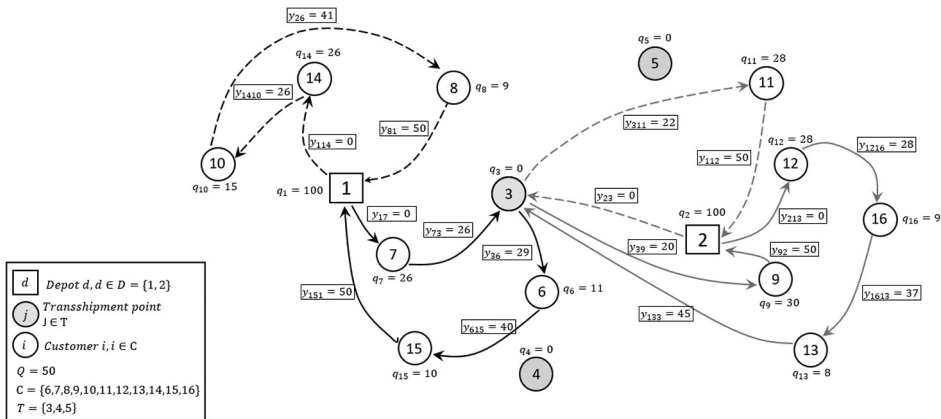 y₂₆ = 41
q₁₄ = 26
14
y₁₄₁₀ = 26
8
q₈ = 9
y₈₁ = 50
y₁₁₄ = 0
10
q₁₀ = 15
q₁ = 100
1
y₁₇ = 0
7
q₇ = 26
y₇₃ = 26
q₃ = 0
3
y₃₆ = 29
6
q₆ = 11
y₆₁₅ = 40
15
q₁₅ = 10
y₁₅₁ = 50
q₄ = 0
4
q₅ = 0
5
q₁₁ = 28
11
y₃₁₁ = 22
y₁₁₂ = 50
q₁₂ = 28
12
y₁₂₁₆ = 28
16
q₁₆ = 9
y₂₃ = 0
q₂ = 100
2
y₂₁₃ = 0
y₃₉ = 20
y₉₂ = 50
9
q₉ = 30
y₁₃₃ = 45
y₁₆₁₃ = 37
13
q₁₃ = 8
d Depot d, d ∈ D = {1, 2}
j Transshipment point
J ∈ T
i Customer i, i ∈ C
Q = 50
C = {6,7,8,9,10,11,12,13,14,15,16}
T = {3,4,5}